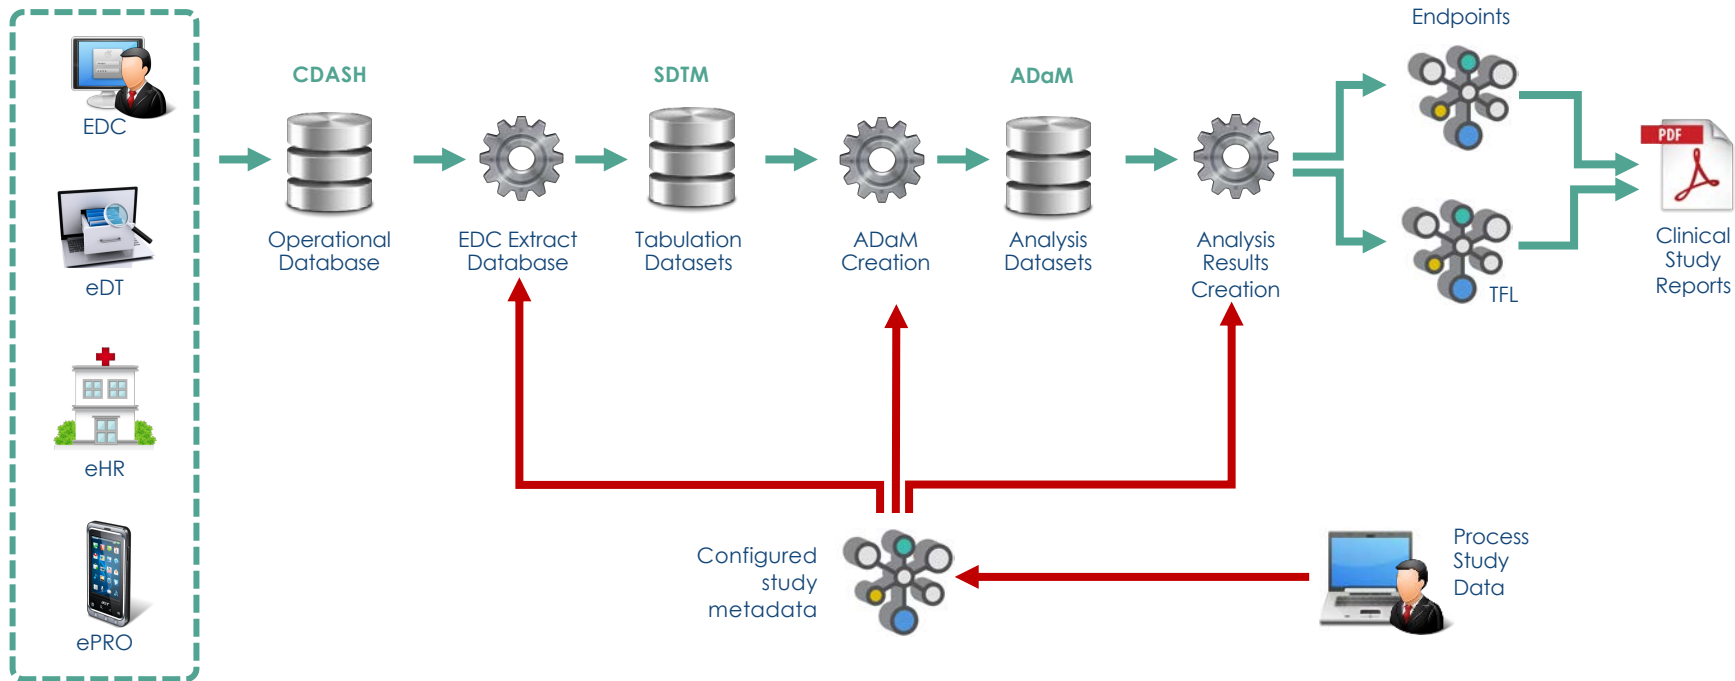 EDC
eDT
eHR
ePRO
CDASH
Operational
Database
EDC Extract
Database
SDTM
Tabulation
Datasets
ADaM
Creation
ADaM
Analysis
Datasets
Analysis
Results
Creation
Endpoints
TFL
PDF
Clinical
Study
Reports
Configured
study
metadata
Process
Study
Data